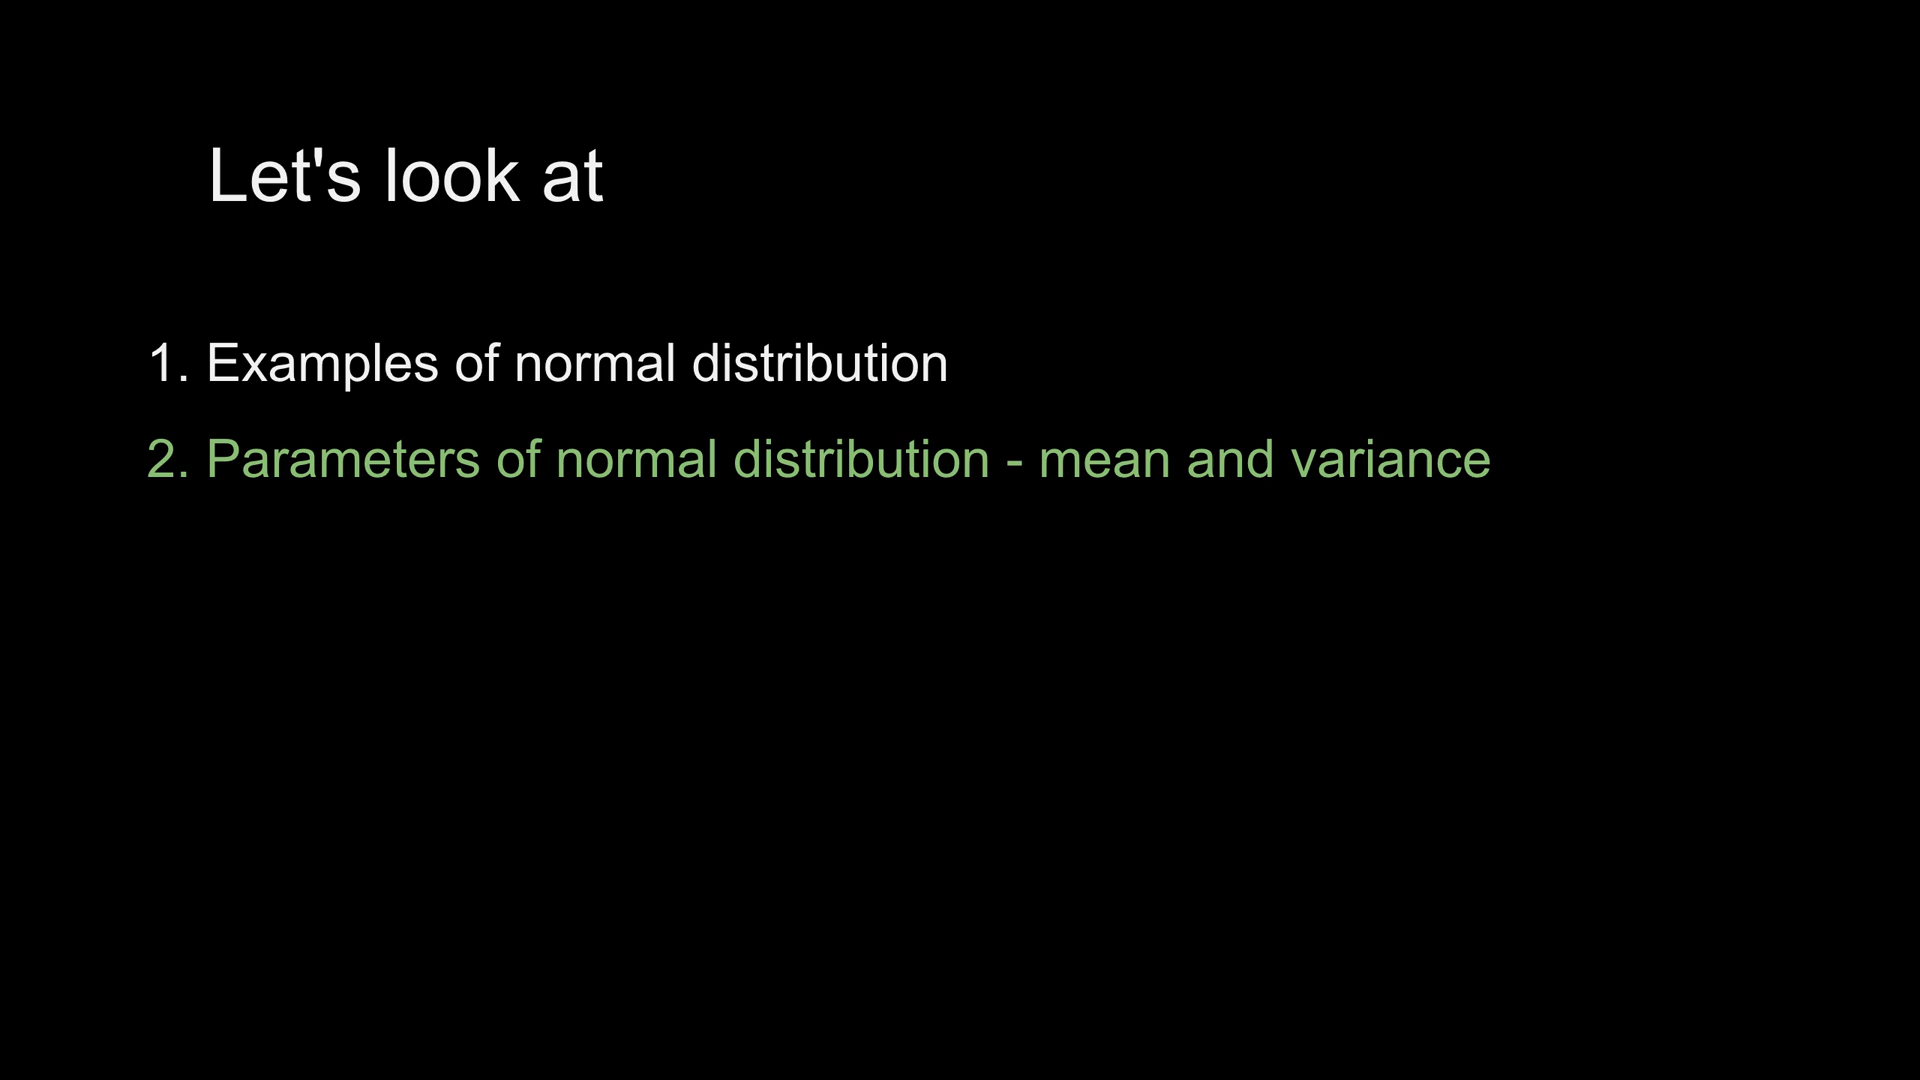 Let's look at
1. Examples of normal distribution
2. Parameters of normal distribution - mean and variance